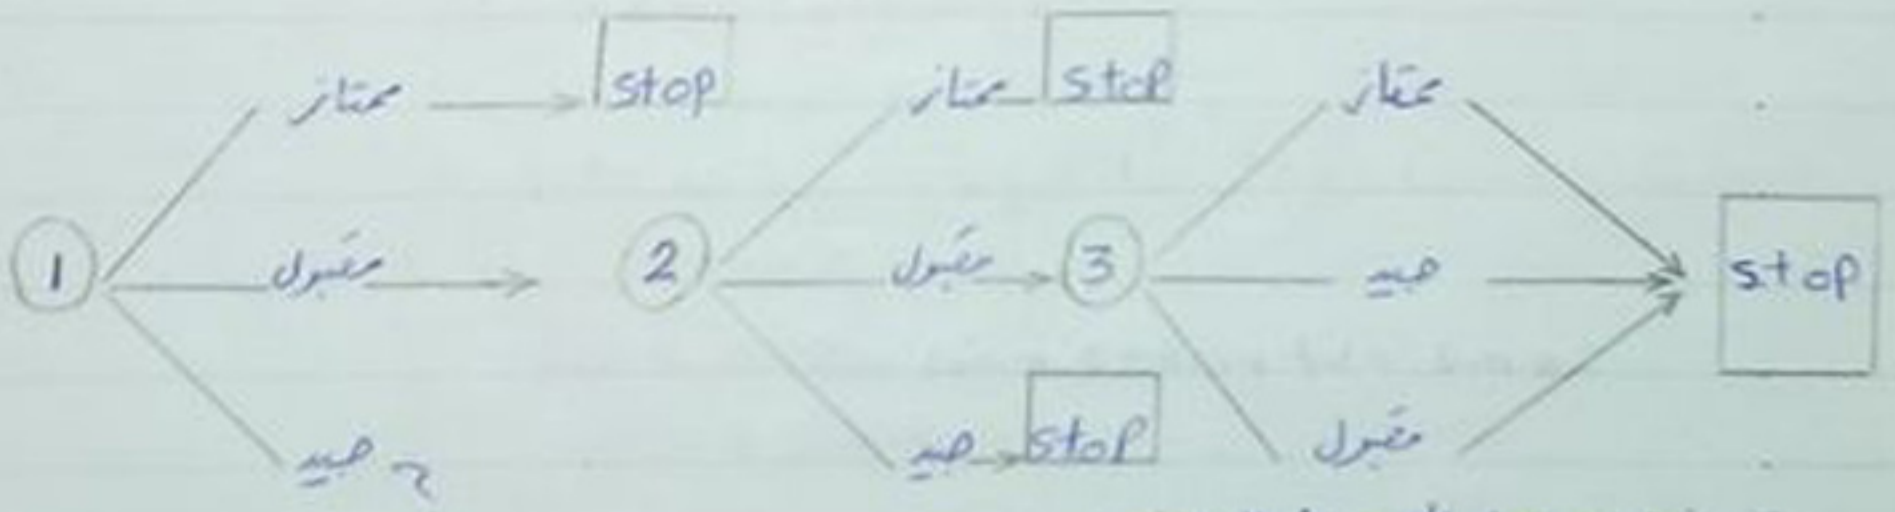 ممتاز stop ممتاز stop ممتاز
1 مقبول 2 مقبول 3 جيد stop
جيد جيد stop مقبول